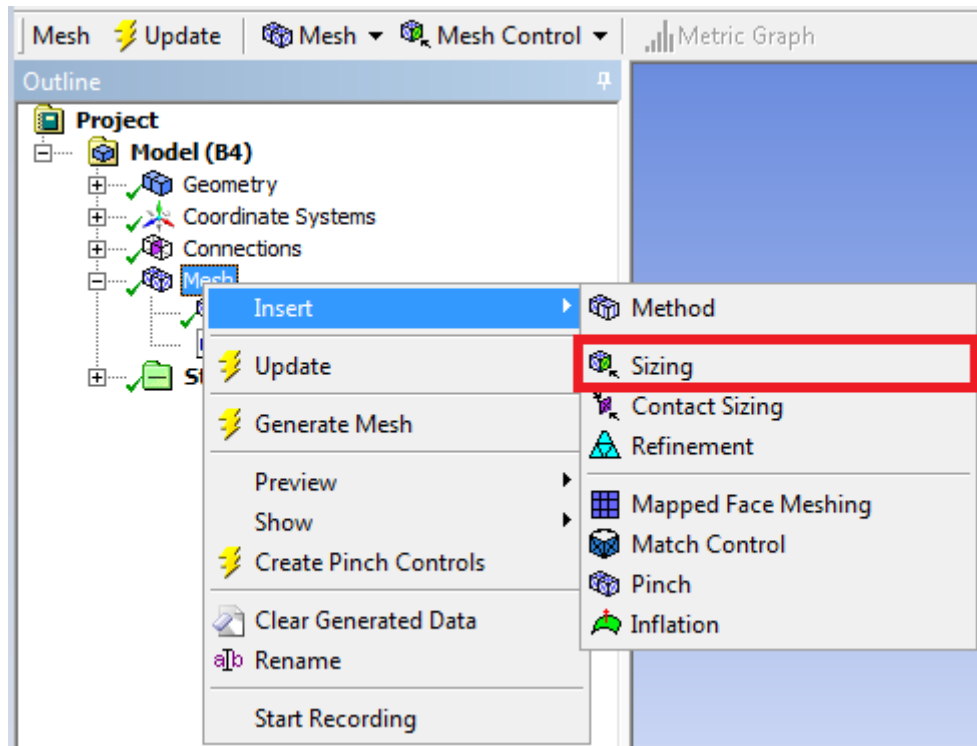 Mesh Update Mesh Mesh Control Metric Graph
Outline
Project
Model (B4)
Geometry
Coordinate Systems
Connections
Mesh
Insert
Method
Update
Sizing
Contact Sizing
Generate Mesh
Refinement
Preview
Mapped Face Meshing
Show
Match Control
Create Pinch Controls
Pinch
Clear Generated Data
Inflation
Rename
Start Recording